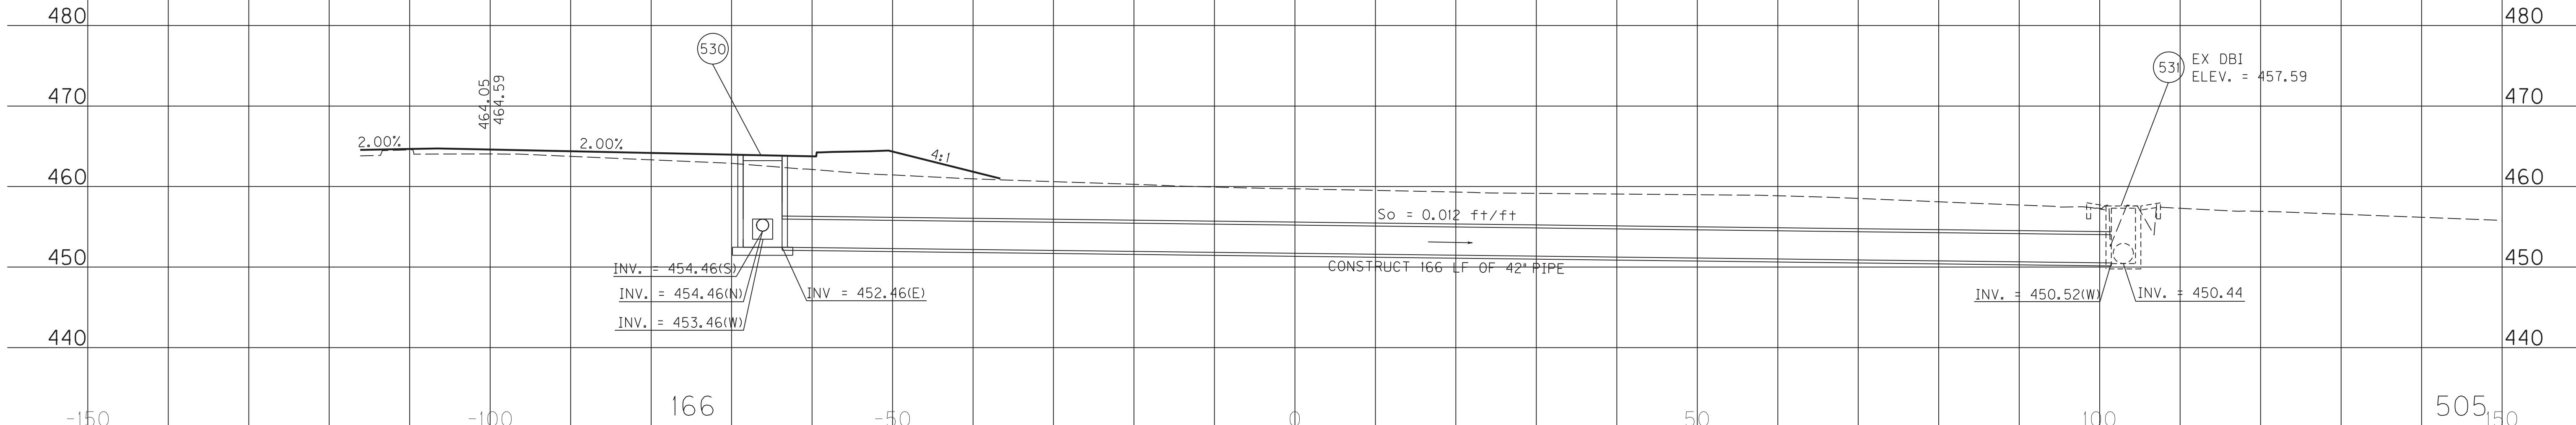 480
480
530
531
EX DBI
ELEV. = 457.59
464.05
464.59
470
470
2.00%
2.00%
4:1
460
460
So = 0.012 ft/ft
450
450
INV. = 454.46(S)
CONSTRUCT 166 LF OF 42" PIPE
INV. = 454.46(N)
INV = 452.46(E)
INV. = 450.52(W)
INV. = 450.44
INV. = 453.46(W)
440
440
166
505
-150
-100
-50
0
50
100
150